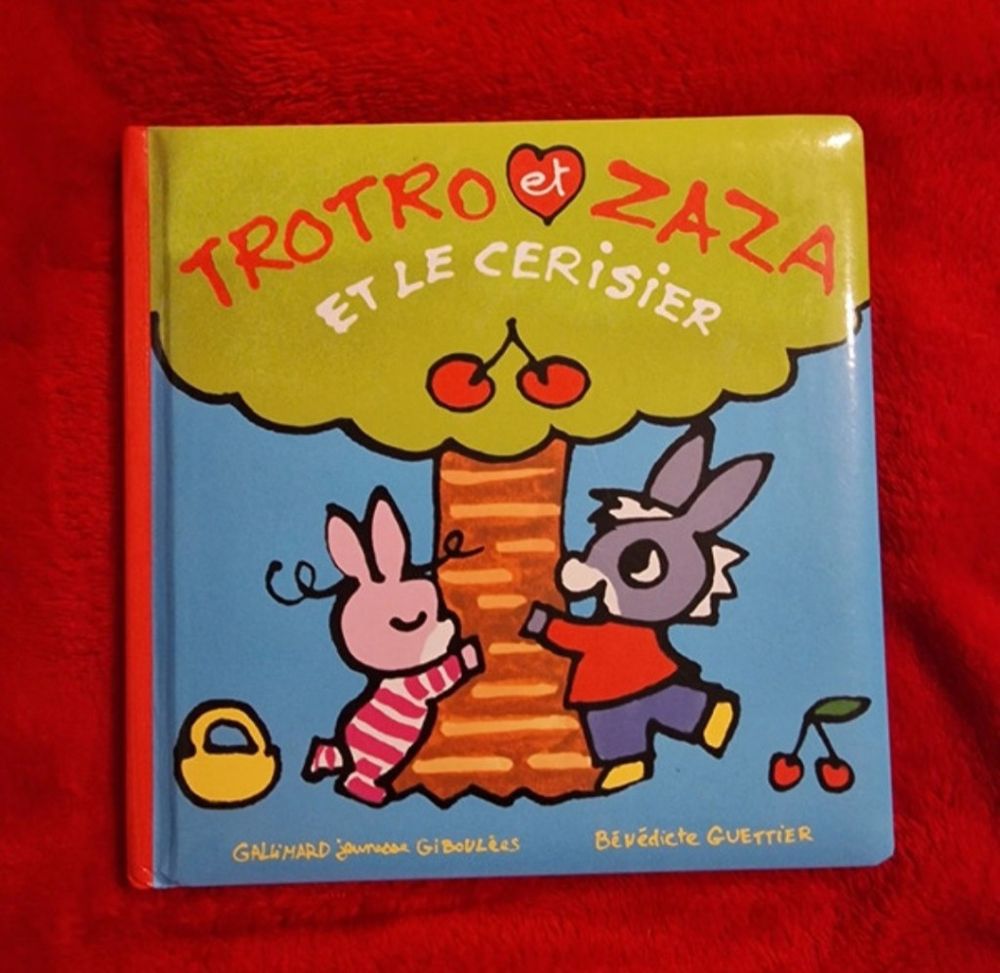 TROTRO et ZAZA
ET LE CERISIER
GALLIMARD jeunesse GIBOULÉES
Bénédicte GUETTIER